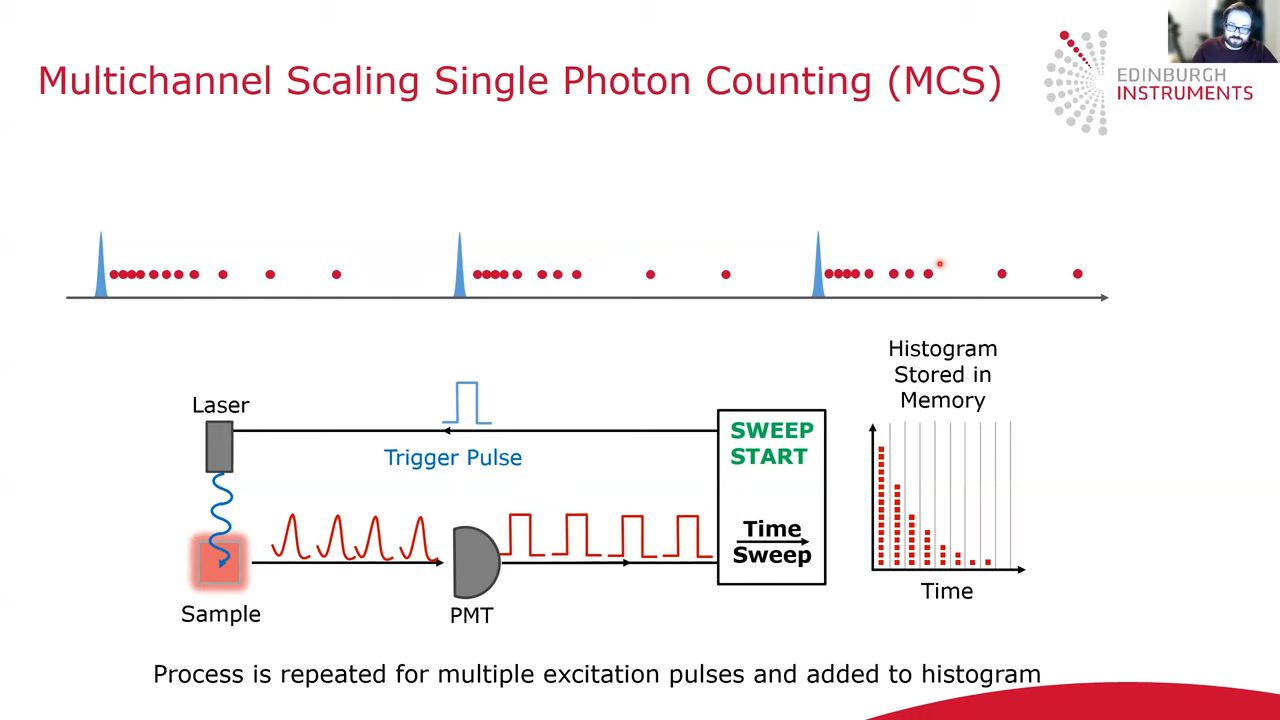 Multichannel Scaling Single Photon Counting (MCS)
EDINBURGH
INSTRUMENTS
Histogram
Stored in
Memory
Laser
Trigger Pulse
SWEEP
START
Time
Sweep
Sample
PMT
Time
Process is repeated for multiple excitation pulses and added to histogram